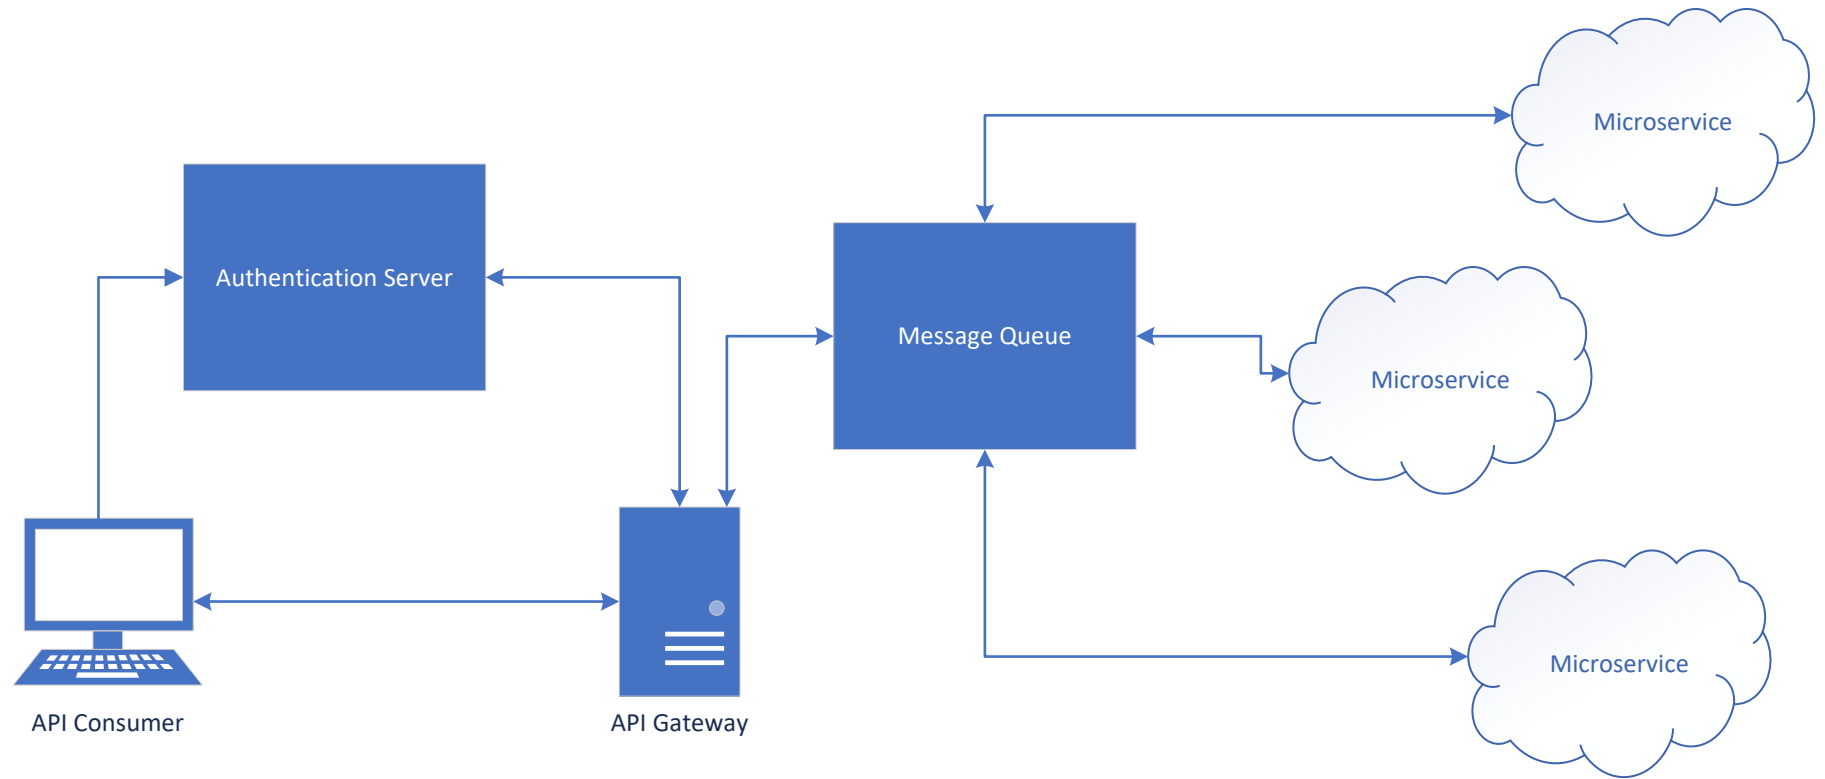 Microservice
Authentication Server
Message Queue
Microservice
Microservice
API Consumer
API Gateway